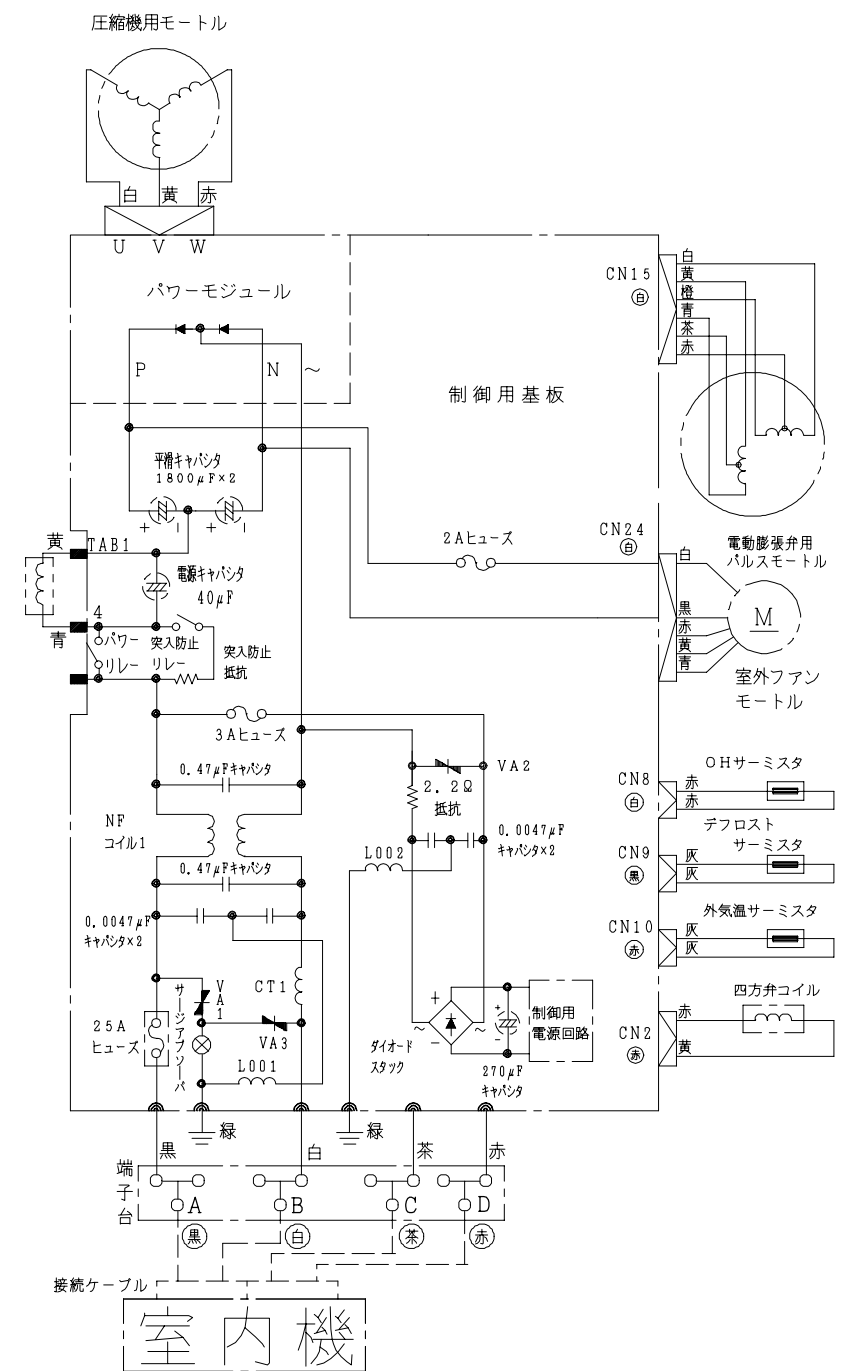 圧縮機用モートル
白 黄 赤
U V W
パワーモジュール
P N ～
制御用基板
CN15
白
白
黄
橙
青
茶
赤
平滑キャパシタ
1800μF×2
+ − + −
2Aヒューズ
CN24
白
白
黒
赤
黄
青
電動膨張弁用
パルスモートル
M
室外ファン
モートル
黄
TAB1
電源キャパシタ
40μF
4
青
パワー
リレー
突入防止
リレー
突入防止
抵抗
3Aヒューズ
VA2
0.47μFキャパシタ
2.2Ω
抵抗
NF
コイル1
0.47μFキャパシタ
L002
0.0047μF
キャパシタ×2
0.0047μF
キャパシタ×2
CN8
白
赤
赤
OHサーミスタ
デフロスト
サーミスタ
CN9
黒
灰
灰
CN10
赤
灰
灰
外気温サーミスタ
CN2
赤
赤
黄
四方弁コイル
25A
ヒューズ
サージアブソーバ
VA1
CT1
VA3
L001
ダイオード
スタック
+
～ ～
−
+
-
制御用
電源回路
270μF
キャパシタ
緑
緑
黒
白
茶
赤
端子台
A B C D
黒 白 茶 赤
接続ケーブル
室内機